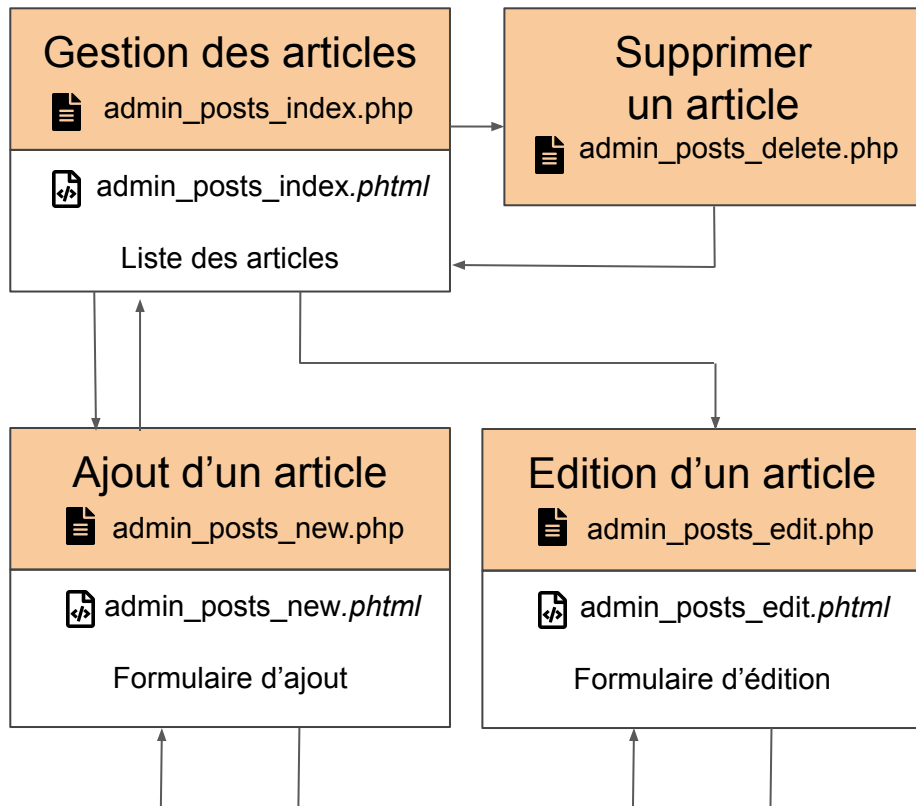 Gestion des articles
admin_posts_index.php
admin_posts_index.phtml
Liste des articles
Supprimer
un article
admin_posts_delete.php
Ajout d’un article
admin_posts_new.php
admin_posts_new.phtml
Formulaire d’ajout
Edition d’un article
admin_posts_edit.php
admin_posts_edit.phtml
Formulaire d’édition